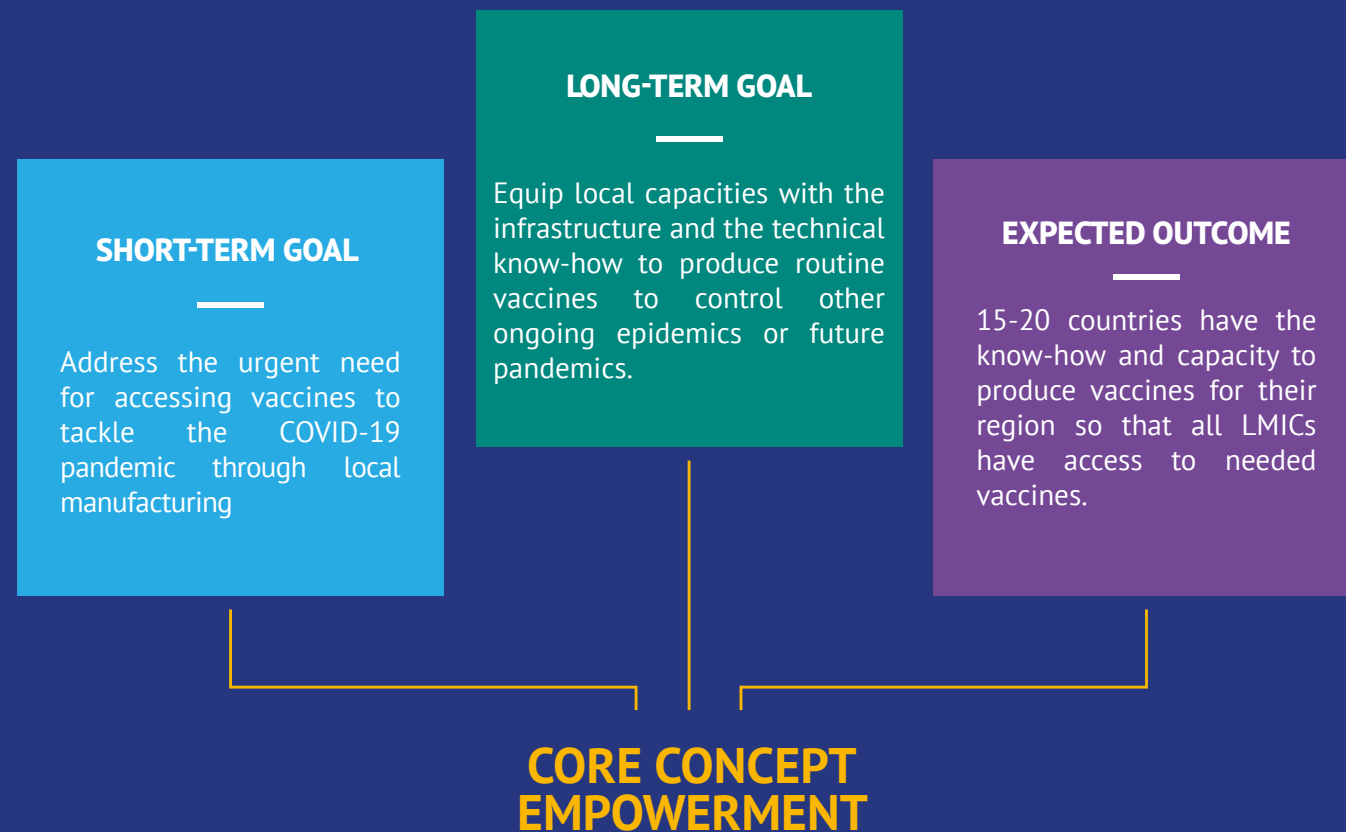 SHORT-TERM GOAL
Address the urgent need
for accessing vaccines to
tackle the COVID-19
pandemic through local
manufacturing
LONG-TERM GOAL
Equip local capacities with the
infrastructure and the technical
know-how to produce routine
vaccines to control other
ongoing epidemics or future
pandemics.
EXPECTED OUTCOME
15-20 countries have the
know-how and capacity to
produce vaccines for their
region so that all LMICs
have access to needed
vaccines.
CORE CONCEPT
EMPOWERMENT